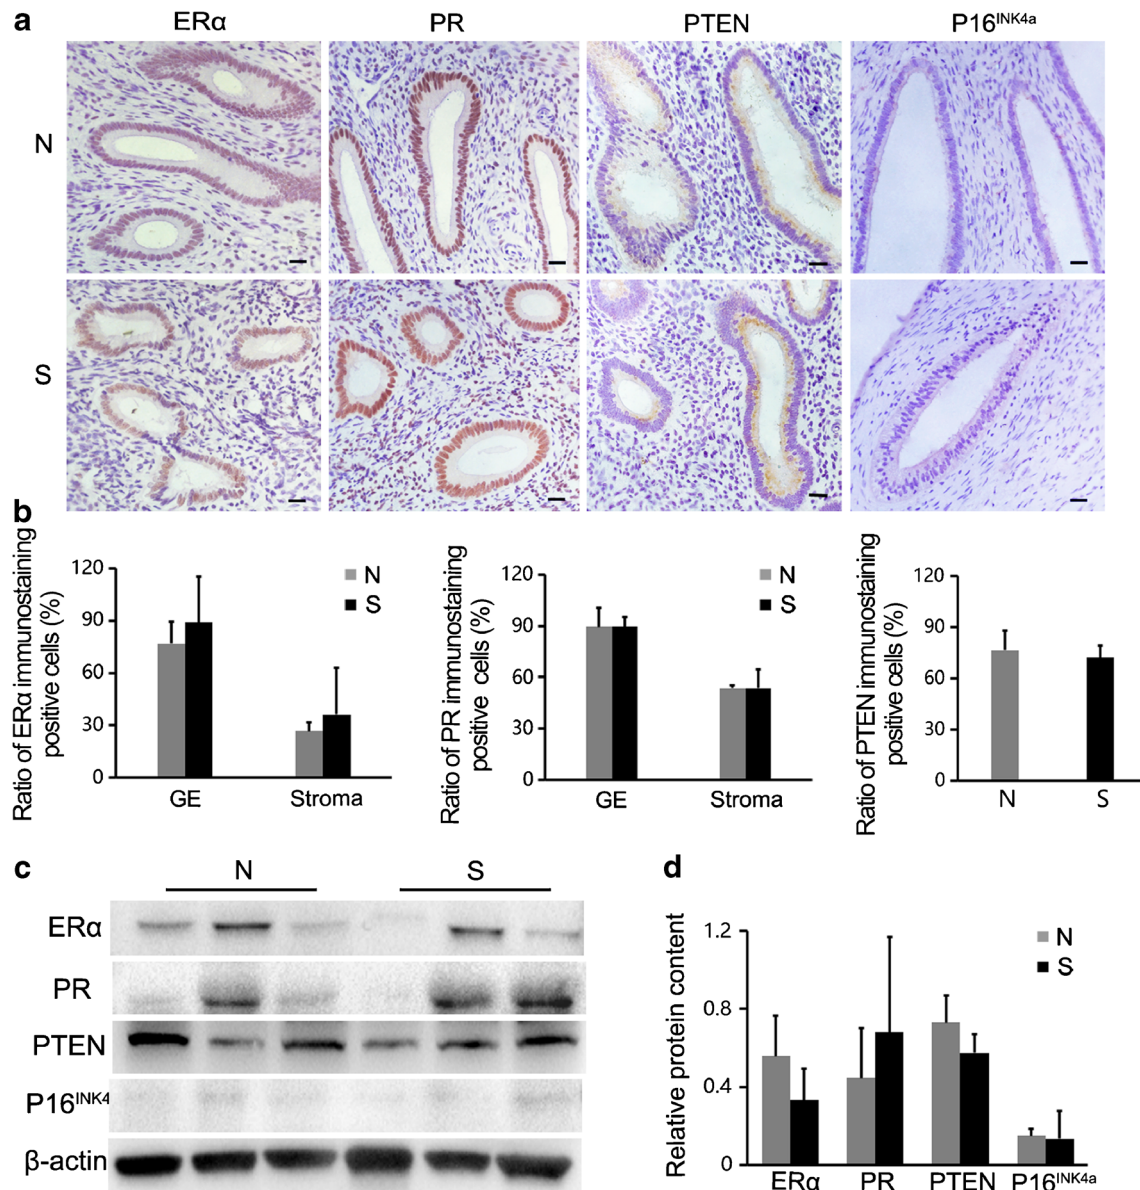 a
ERα PR PTEN P16INK4a
N
S
b
Ratio of ERα immunostaining
positive cells (%)
120
90
60
30
0
N
S
GE Stroma
Ratio of PR immunostaining
positive cells (%)
120
90
60
30
0
N
S
GE Stroma
Ratio of PTEN immunostaining
positive cells (%)
120
90
60
30
0
N S
c
N S
ERα
PR
PTEN
P16INK4
β-actin
d
Relative protein content
1.2
0.8
0.4
0
N
S
ERα PR PTEN P16INK4a